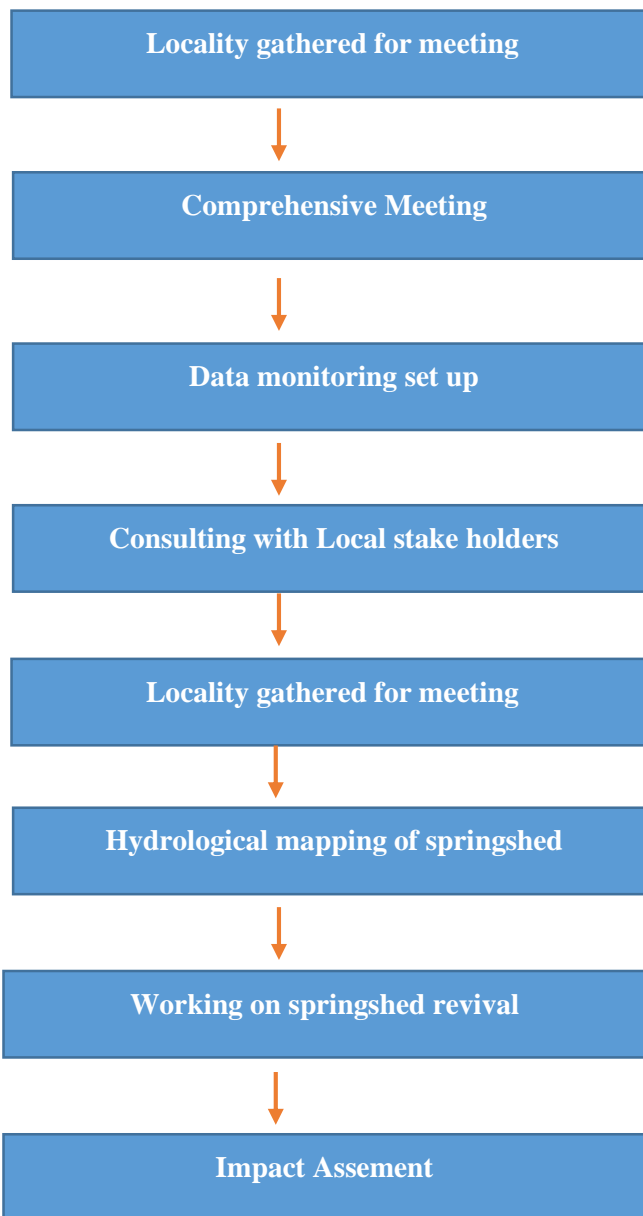 Locality gathered for meeting
Comprehensive Meeting
Data monitoring set up
Consulting with Local stake holders
Locality gathered for meeting
Hydrological mapping of springshed
Working on springshed revival
Impact Assement